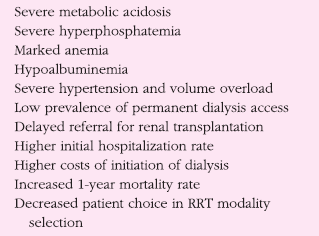 Severe metabolic acidosis
Severe hyperphosphatemia
Marked anemia
Hypoalbuminemia
Severe hypertension and volume overload
Low prevalence of permanent dialysis access
Delayed referral for renal transplantation
Higher initial hospitalization rate
Higher costs of initiation of dialysis
Increased 1-year mortality rate
Decreased patient choice in RRT modality
selection